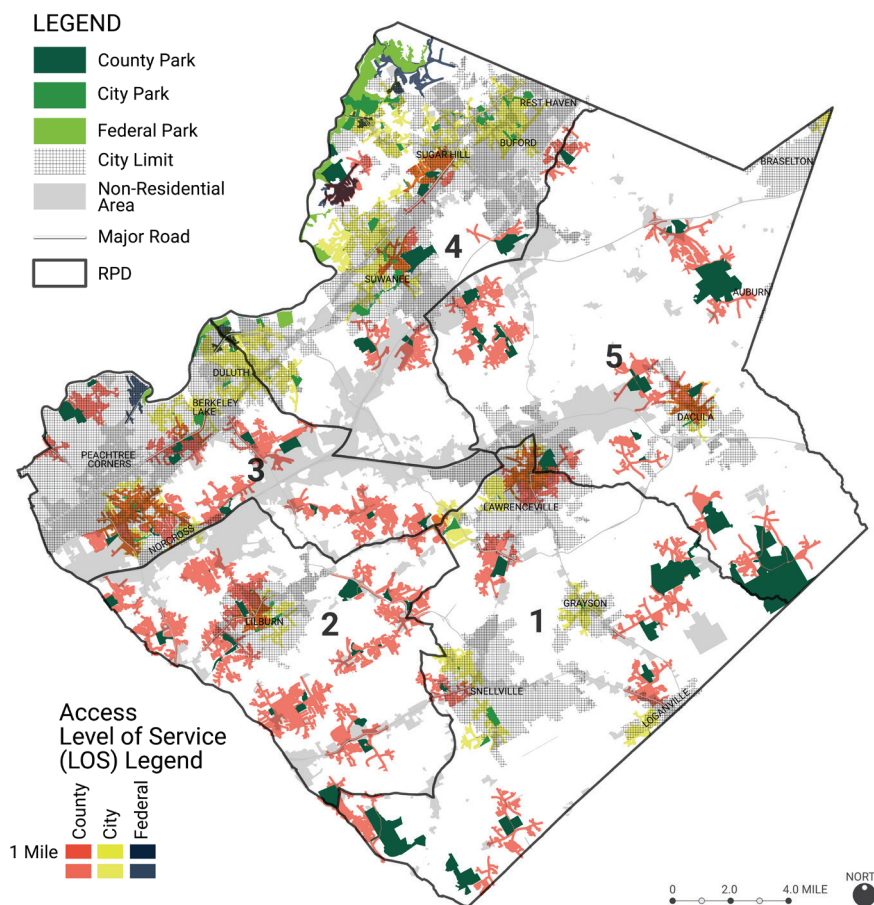 LEGEND
County Park
City Park
Federal Park
City Limit
Non-Residential
Area
Major Road
RPD
REST HAVEN
BUFORD
SUGAR HILL
BRASELTON
4
SUWANEE
AUBURN
5
DULUTH
BERKELEY
LAKE
DACULA
PEACHTREE
CORNERS
3
LAWRENCEVILLE
NORCROSS
GRAYSON
2
1
LILBURN
SNELLVILLE
LOGANVILLE
Access
Level of Service
(LOS) Legend
County
City
Federal
1 Mile
0 2.0 4.0 MILE
NORT